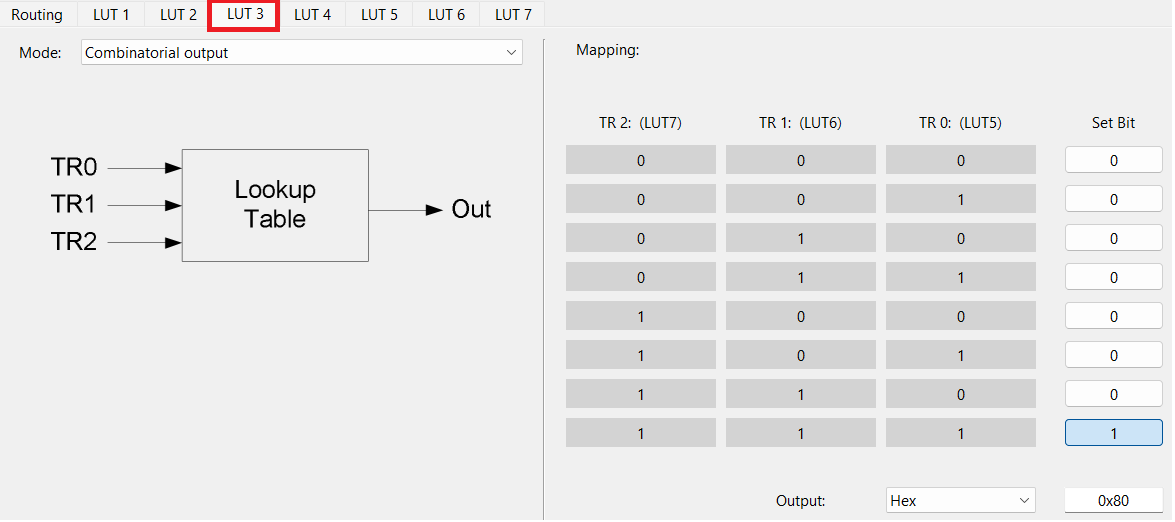 Routing LUT 1 LUT 2 LUT 3 LUT 4 LUT 5 LUT 6 LUT 7
Mode: Combinatorial output
Mapping:
TR0
TR1
TR2
Lookup
Table
Out
TR 2: (LUT7) TR 1: (LUT6) TR 0: (LUT5) Set Bit
0 0 0 0
0 0 1 0
0 1 0 0
0 1 1 0
1 0 0 0
1 0 1 0
1 1 0 0
1 1 1 1
Output: Hex 0x80